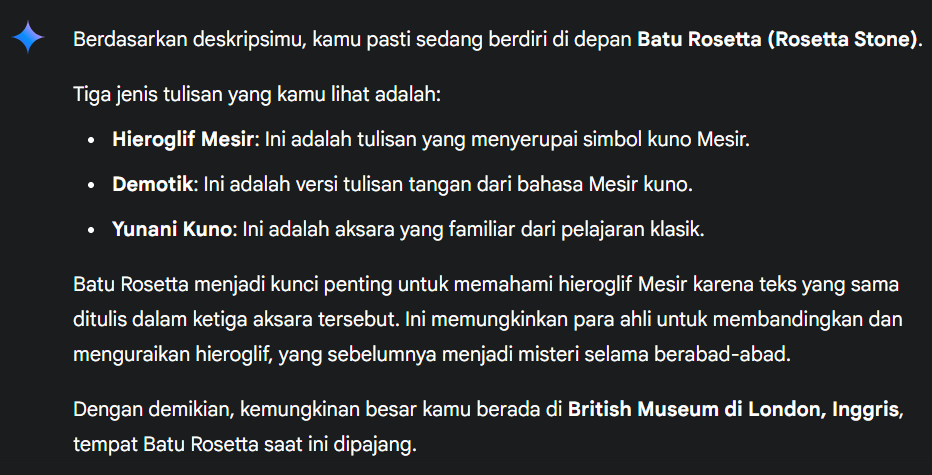 Berdasarkan deskripsimu, kamu pasti sedang berdiri di depan Batu Rosetta (Rosetta Stone).
Tiga jenis tulisan yang kamu lihat adalah:
• Hieroglif Mesir: Ini adalah tulisan yang menyerupai simbol kuno Mesir.
• Demotik: Ini adalah versi tulisan tangan dari bahasa Mesir kuno.
• Yunani Kuno: Ini adalah aksara yang familiar dari pelajaran klasik.
Batu Rosetta menjadi kunci penting untuk memahami hieroglif Mesir karena teks yang sama
ditulis dalam ketiga aksara tersebut. Ini memungkinkan para ahli untuk membandingkan dan
menguraikan hieroglif, yang sebelumnya menjadi misteri selama berabad-abad.
Dengan demikian, kemungkinan besar kamu berada di British Museum di London, Inggris,
tempat Batu Rosetta saat ini dipajang.